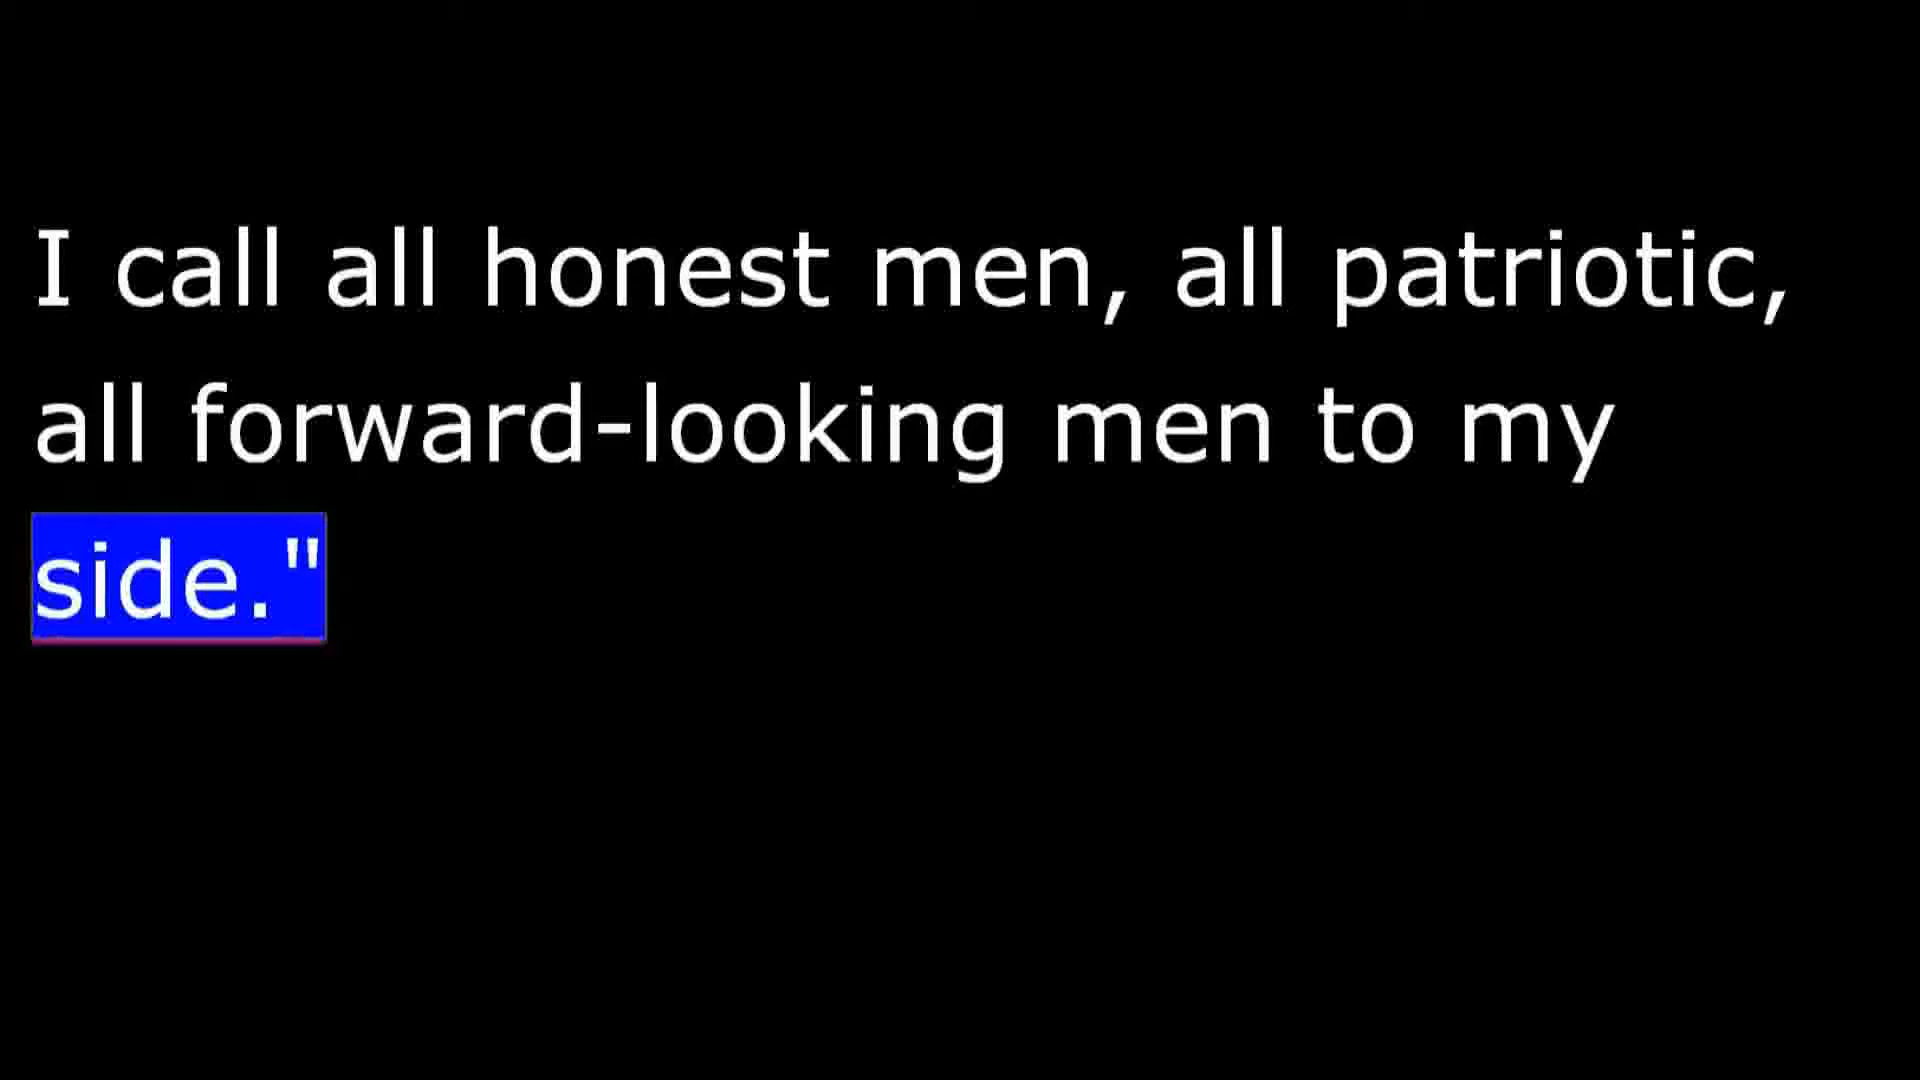 I call all honest men, all patriotic,
all forward-looking men to my
side."